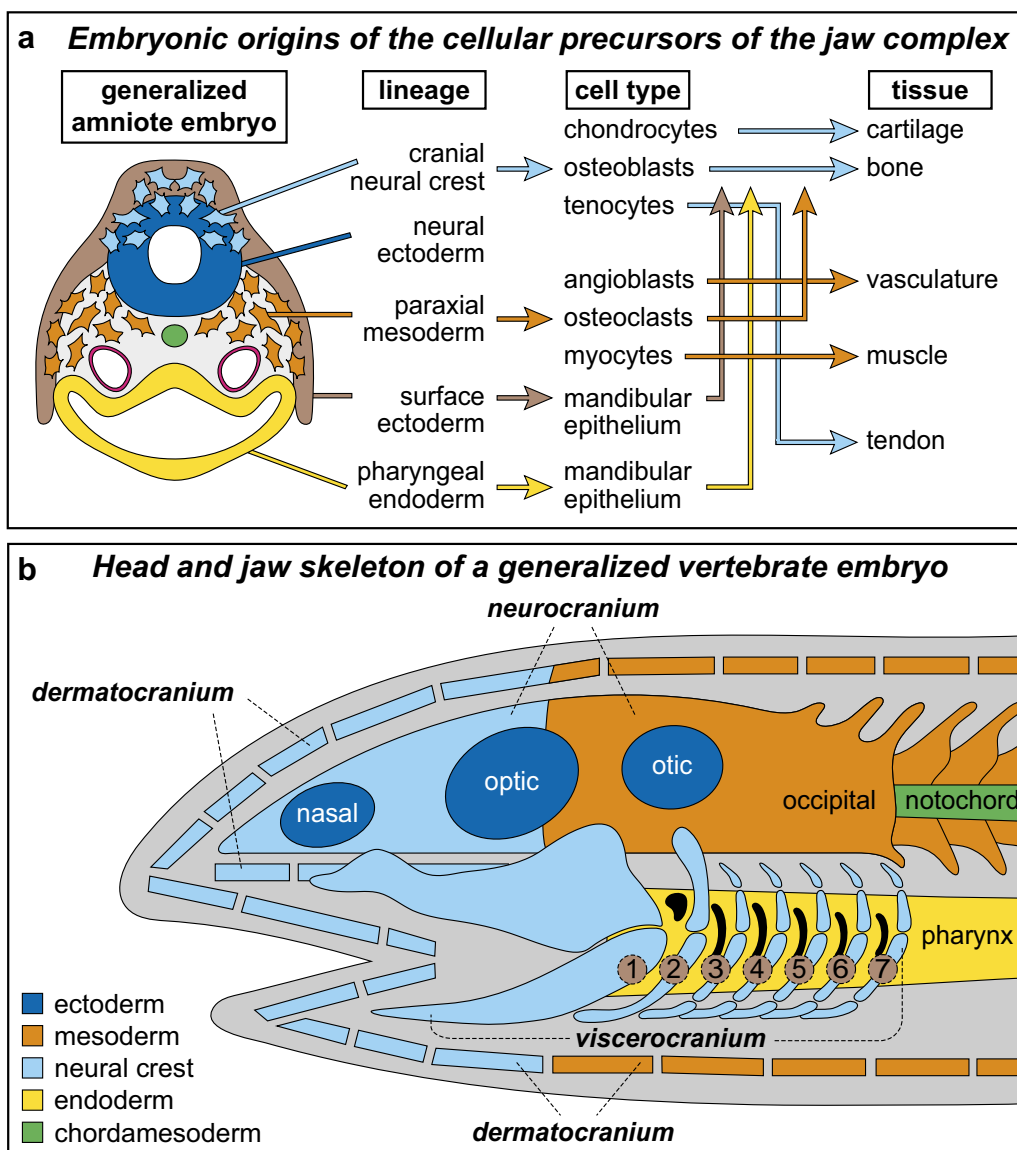 a Embryonic origins of the cellular precursors of the jaw complex
generalized
amniote embryo
lineage
cell type
tissue
cranial
neural crest
neural
ectoderm
paraxial
mesoderm
surface
ectoderm
pharyngeal
endoderm
chondrocytes
osteoblasts
tenocytes
angioblasts
osteoclasts
myocytes
mandibular
epithelium
mandibular
epithelium
cartilage
bone
vasculature
muscle
tendon
b Head and jaw skeleton of a generalized vertebrate embryo
neurocranium
dermatocranium
nasal
optic
otic
occipital
notochord
pharynx
1 2 3 4 5 6 7
viscerocranium
dermatocranium
ectoderm
mesoderm
neural crest
endoderm
chordamesoderm